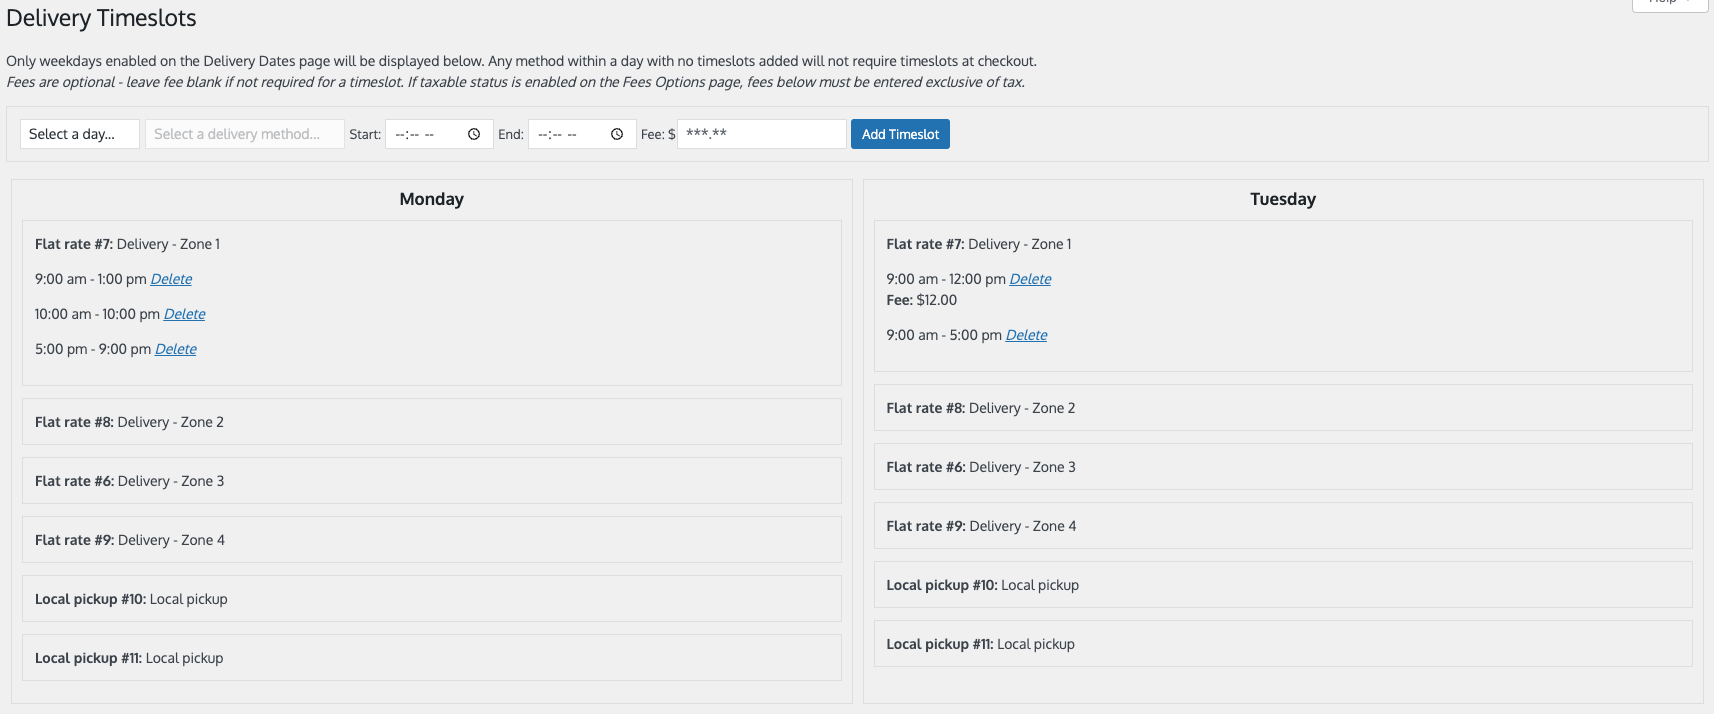 Help
Delivery Timeslots
Only weekdays enabled on the Delivery Dates page will be displayed below. Any method within a day with no timeslots added will not require timeslots at checkout.
Fees are optional - leave fee blank if not required for a timeslot. If taxable status is enabled on the Fees Options page, fees below must be entered exclusive of tax.
Select a day... Select a delivery method... Start: --:-- -- End: --:-- -- Fee: $ ***.** Add Timeslot
Monday
Flat rate #7: Delivery - Zone 1
9:00 am - 1:00 pm Delete
10:00 am - 10:00 pm Delete
5:00 pm - 9:00 pm Delete
Flat rate #8: Delivery - Zone 2
Flat rate #6: Delivery - Zone 3
Flat rate #9: Delivery - Zone 4
Local pickup #10: Local pickup
Local pickup #11: Local pickup
Tuesday
Flat rate #7: Delivery - Zone 1
9:00 am - 12:00 pm Delete
Fee: $12.00
9:00 am - 5:00 pm Delete
Flat rate #8: Delivery - Zone 2
Flat rate #6: Delivery - Zone 3
Flat rate #9: Delivery - Zone 4
Local pickup #10: Local pickup
Local pickup #11: Local pickup